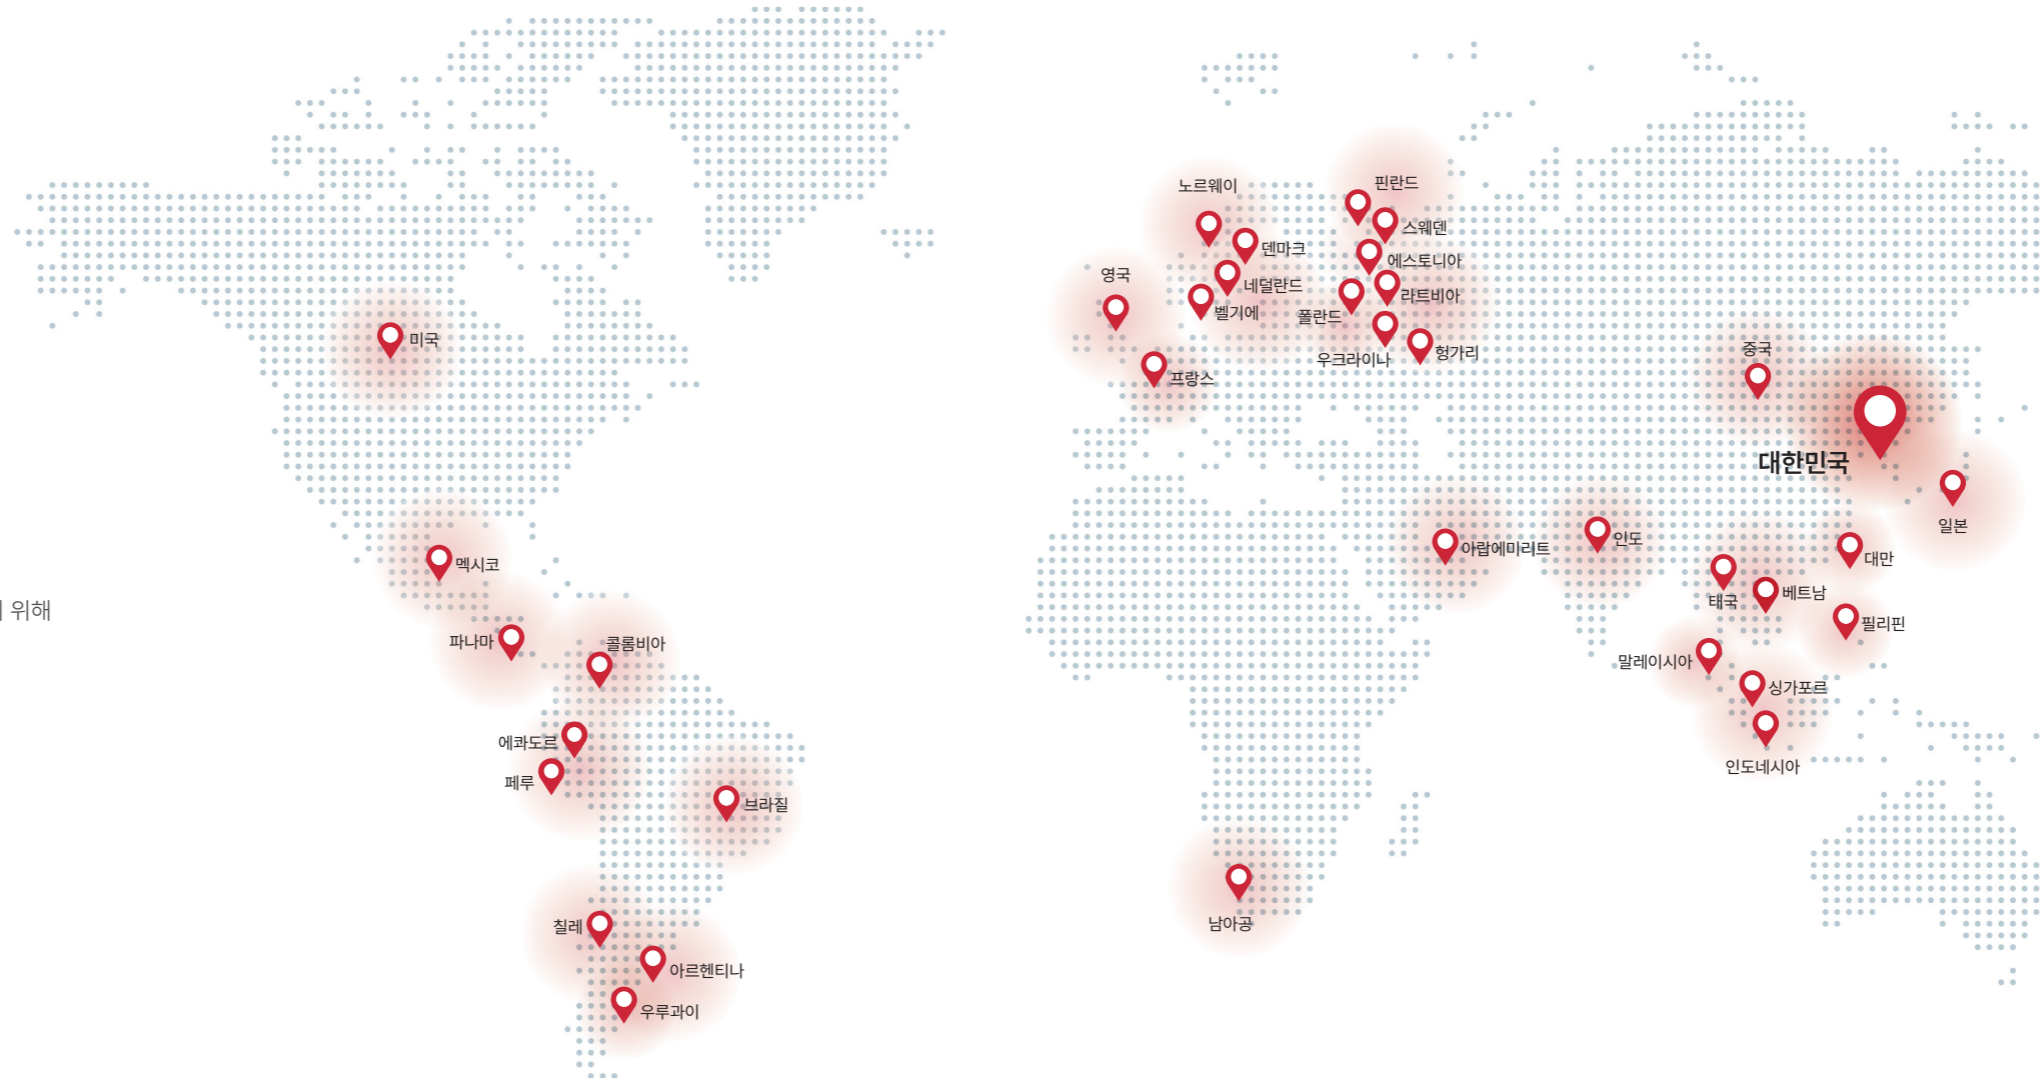 노르웨이
핀란드
스웨덴
덴마크
에스토니아
영국
네덜란드
라트비아
벨기에
폴란드
미국
우크라이나
헝가리
중국
프랑스
대한민국
일본
인도
아랍에미리트
대만
멕시코
베트남
태국
위해
필리핀
파나마
콜롬비아
말레이시아
싱가포르
에콰도르
인도네시아
페루
브라질
남아공
칠레
아르헨티나
우루과이